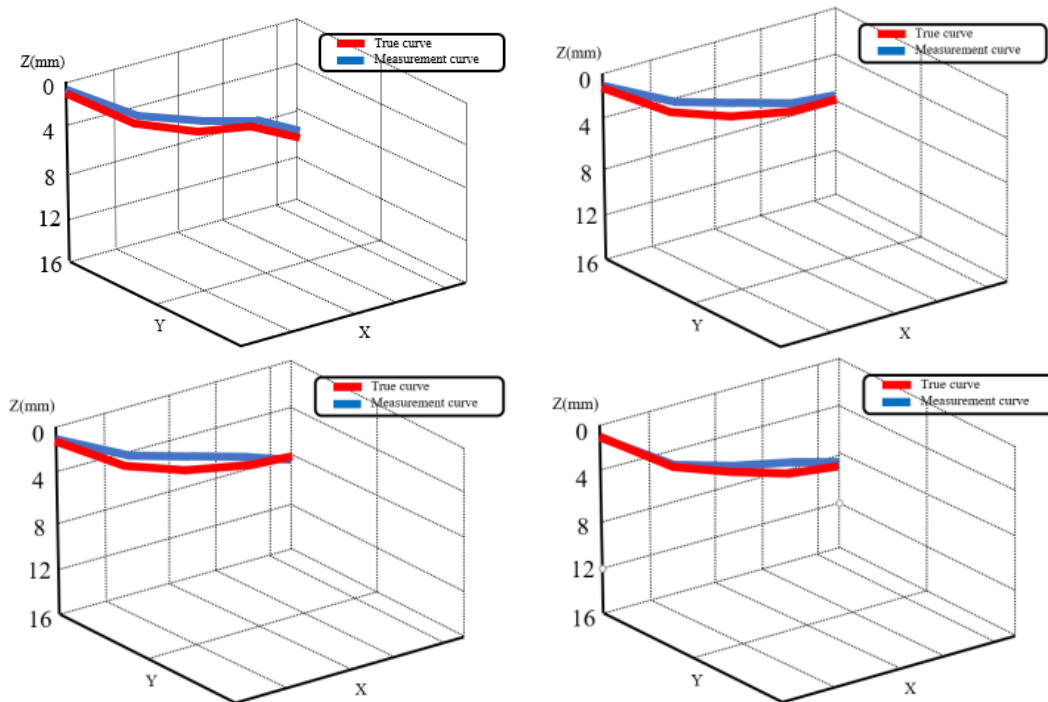 True curve
Measurement curve
Z(mm)
0
4
8
12
16
Y
X
True curve
Measurement curve
Z(mm)
0
4
8
12
16
Y
X
True curve
Measurement curve
Z(mm)
0
4
8
12
16
Y
X
True curve
Measurement curve
Z(mm)
0
4
8
12
16
Y
X